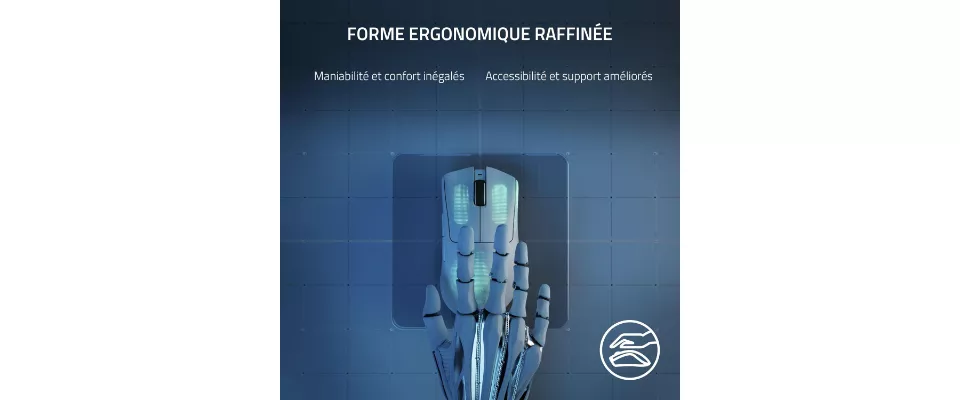 FORME ERGONOMIQUE RAFFINÉE
Maniabilité et confort inégalés Accessibilité et support améliorés